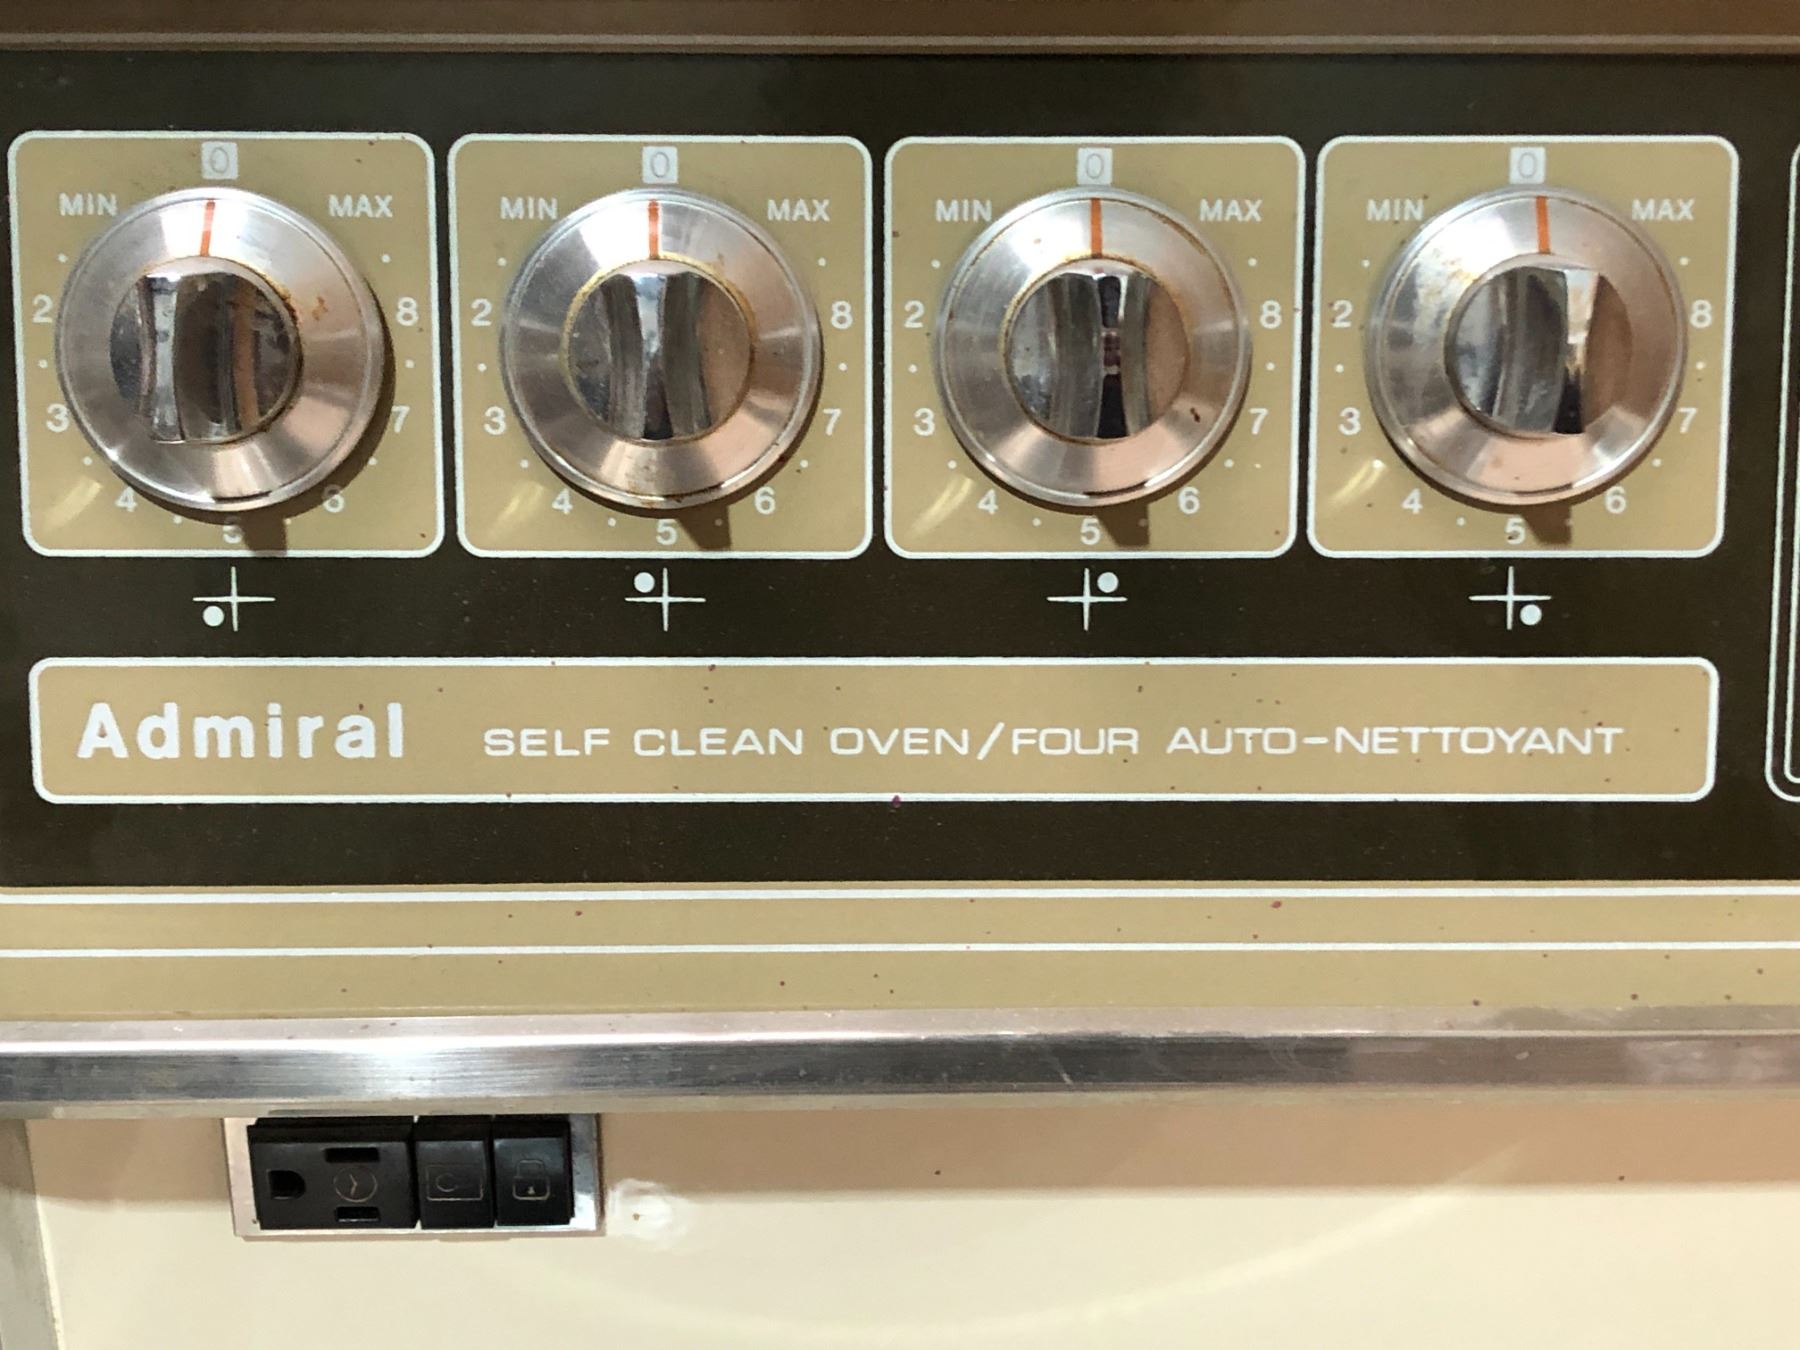 0 0 0 0
MIN MAX MIN MAX MIN MAX MIN MAX
2 8 2 8 2 8 2 8
3 7 3 7 3 7 3 7
4 6 4 6 4 6 4 6
5 5 5 5
Admiral SELF CLEAN OVEN/FOUR AUTO-NETTOYANT